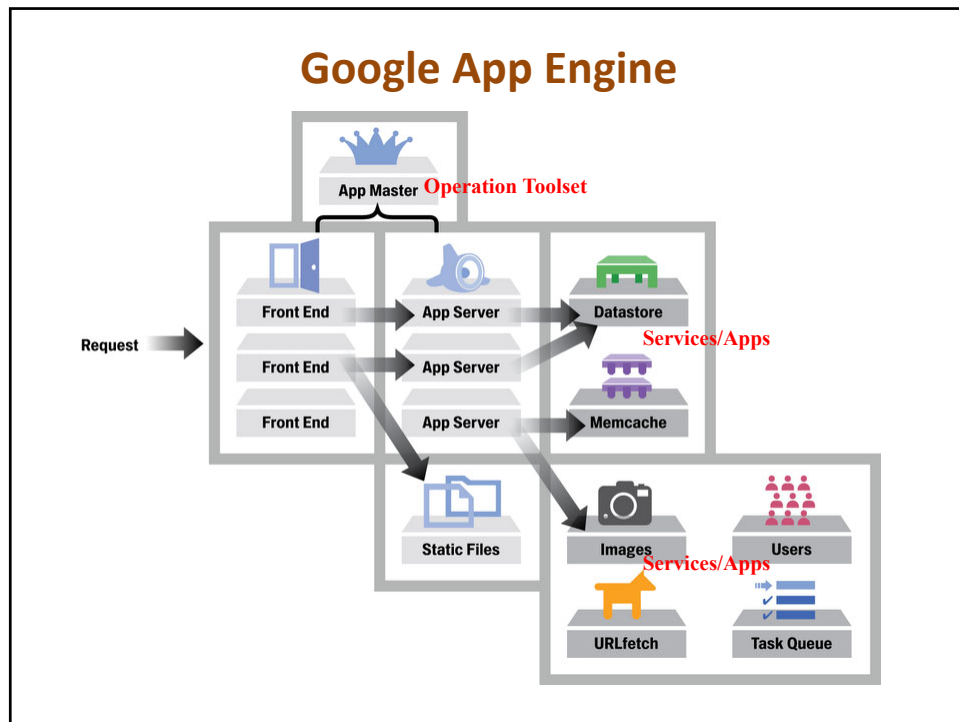 Google App Engine
App Master
Operation Toolset
Front End
App Server
Datastore
Request
Services/Apps
Front End
App Server
Front End
App Server
Memcache
Static Files
Images
Users
Services/Apps
URLfetch
Task Queue